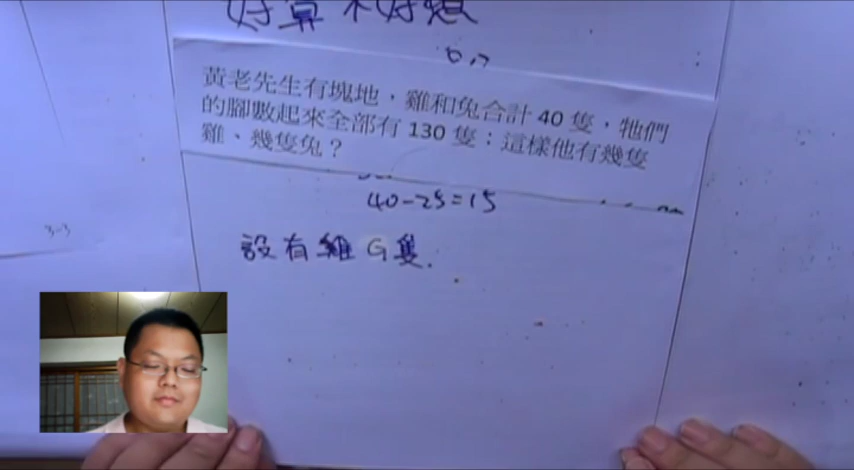 好算不好想
黃老先生有塊地，雞和兔合計 40 隻，牠們
的腳數起來全部有 130 隻：這樣他有幾隻
雞、幾隻兔？
40-25=15
設有雞 G 隻.
3-3